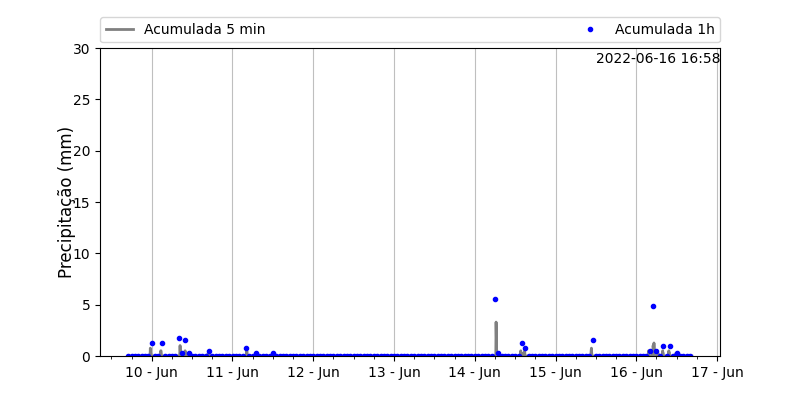 Acumulada 5 min
Acumulada 1h
2022-06-16 16:58
Precipitação (mm)
30
25
20
15
10
5
0
10 - Jun
11 - Jun
12 - Jun
13 - Jun
14 - Jun
15 - Jun
16 - Jun
17 - Jun